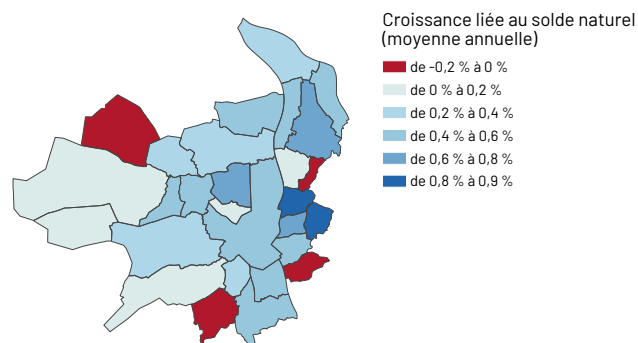 Croissance liée au solde naturel
(moyenne annuelle)
de -0,2 % à 0 %
de 0 % à 0,2 %
de 0,2 % à 0,4 %
de 0,4 % à 0,6 %
de 0,6 % à 0,8 %
de 0,8 % à 0,9 %